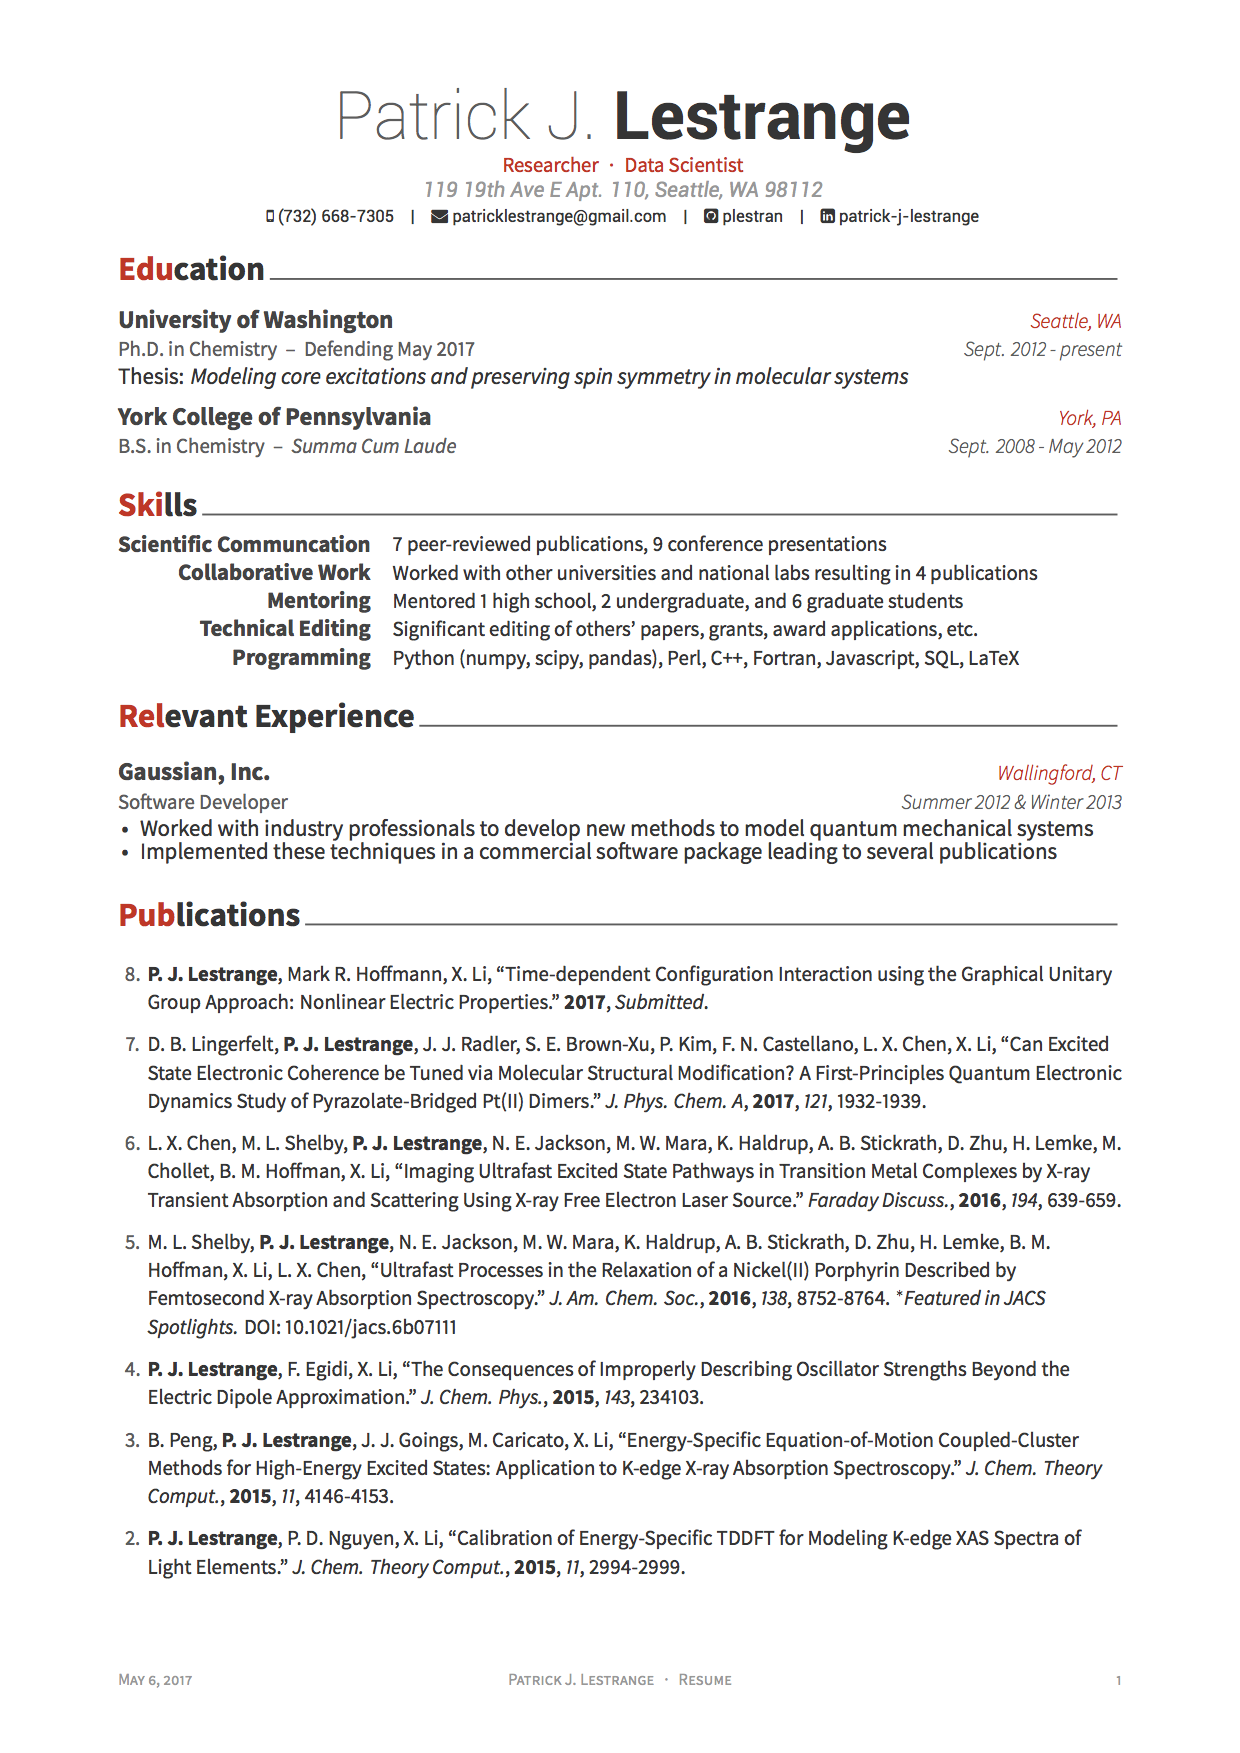 Patrick J. Lestrange
Researcher · Data Scientist
119 19th Ave E Apt. 110, Seattle, WA 98112
(732) 668-7305 | patricklestrange@gmail.com | plestran | patrick-j-lestrange
Education
University of Washington Seattle, WA
Ph.D. in Chemistry – Defending May 2017 Sept. 2012 - present
Thesis: Modeling core excitations and preserving spin symmetry in molecular systems
York College of Pennsylvania York, PA
B.S. in Chemistry – Summa Cum Laude Sept. 2008 - May 2012
Skills
Scientific Communcation 7 peer-reviewed publications, 9 conference presentations
Collaborative Work Worked with other universities and national labs resulting in 4 publications
Mentoring Mentored 1 high school, 2 undergraduate, and 6 graduate students
Technical Editing Significant editing of others’ papers, grants, award applications, etc.
Programming Python (numpy, scipy, pandas), Perl, C++, Fortran, Javascript, SQL, LaTeX
Relevant Experience
Gaussian, Inc. Wallingford, CT
Software Developer Summer 2012 & Winter 2013
• Worked with industry professionals to develop new methods to model quantum mechanical systems
• Implemented these techniques in a commercial software package leading to several publications
Publications
8. P. J. Lestrange, Mark R. Hoffmann, X. Li, “Time-dependent Configuration Interaction using the Graphical Unitary
Group Approach: Nonlinear Electric Properties.” 2017, Submitted.
7. D. B. Lingerfelt, P. J. Lestrange, J. J. Radler, S. E. Brown-Xu, P. Kim, F. N. Castellano, L. X. Chen, X. Li, “Can Excited
State Electronic Coherence be Tuned via Molecular Structural Modification? A First-Principles Quantum Electronic
Dynamics Study of Pyrazolate-Bridged Pt(II) Dimers.” J. Phys. Chem. A, 2017, 121, 1932-1939.
6. L. X. Chen, M. L. Shelby, P. J. Lestrange, N. E. Jackson, M. W. Mara, K. Haldrup, A. B. Stickrath, D. Zhu, H. Lemke, M.
Chollet, B. M. Hoffman, X. Li, “Imaging Ultrafast Excited State Pathways in Transition Metal Complexes by X-ray
Transient Absorption and Scattering Using X-ray Free Electron Laser Source.” Faraday Discuss., 2016, 194, 639-659.
5. M. L. Shelby, P. J. Lestrange, N. E. Jackson, M. W. Mara, K. Haldrup, A. B. Stickrath, D. Zhu, H. Lemke, B. M.
Hoffman, X. Li, L. X. Chen, “Ultrafast Processes in the Relaxation of a Nickel(II) Porphyrin Described by
Femtosecond X-ray Absorption Spectroscopy.” J. Am. Chem. Soc., 2016, 138, 8752-8764. *Featured in JACS
Spotlights. DOI: 10.1021/jacs.6b07111
4. P. J. Lestrange, F. Egidi, X. Li, “The Consequences of Improperly Describing Oscillator Strengths Beyond the
Electric Dipole Approximation.” J. Chem. Phys., 2015, 143, 234103.
3. B. Peng, P. J. Lestrange, J. J. Goings, M. Caricato, X. Li, “Energy-Specific Equation-of-Motion Coupled-Cluster
Methods for High-Energy Excited States: Application to K-edge X-ray Absorption Spectroscopy.” J. Chem. Theory
Comput., 2015, 11, 4146-4153.
2. P. J. Lestrange, P. D. Nguyen, X. Li, “Calibration of Energy-Specific TDDFT for Modeling K-edge XAS Spectra of
Light Elements.” J. Chem. Theory Comput., 2015, 11, 2994-2999.
May 6, 2017 Patrick J. Lestrange · Resume 1